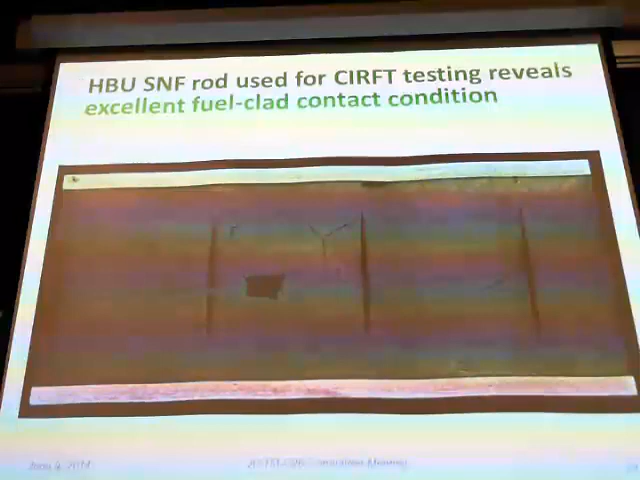 HBU SNF rod used for CIRFT testing reveals
excellent fuel-clad contact condition